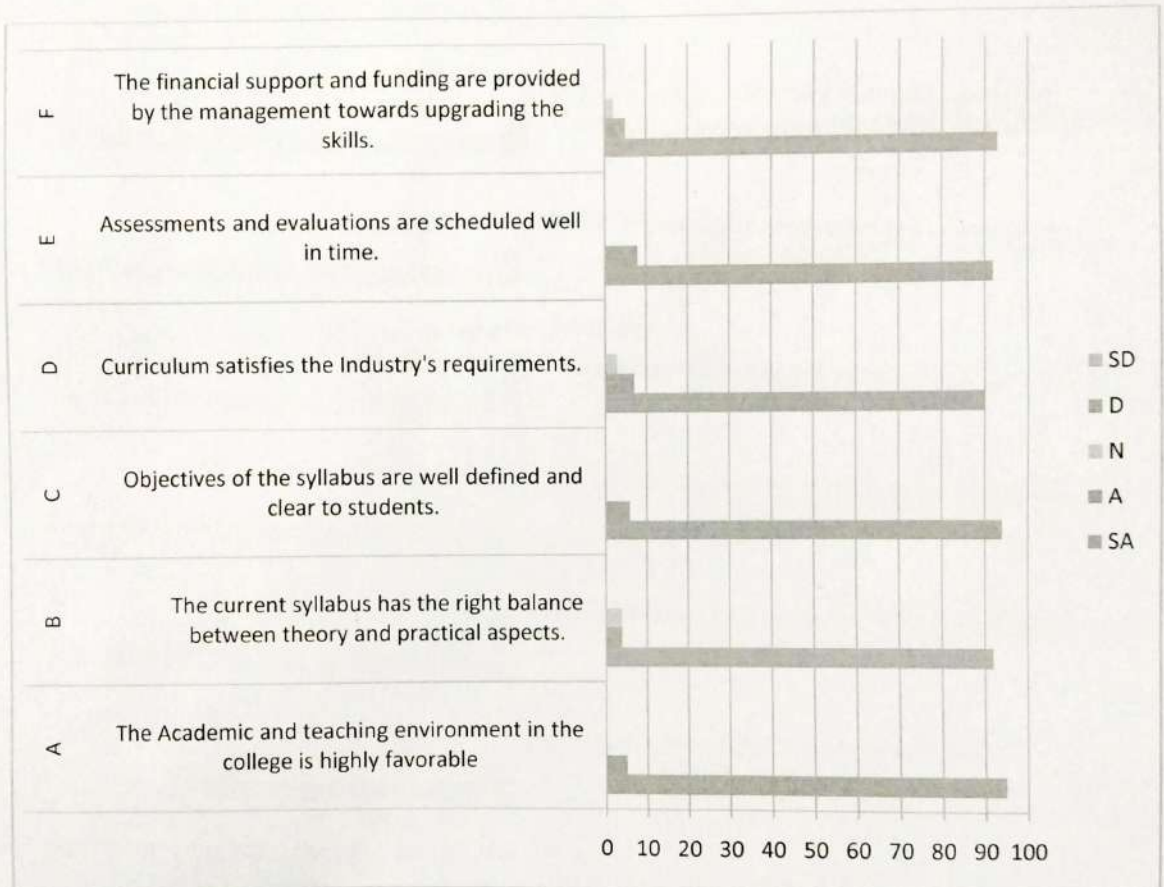 F
The financial support and funding are provided
by the management towards upgrading the
skills.
E
Assessments and evaluations are scheduled well
in time.
D
Curriculum satisfies the Industry's requirements.
C
Objectives of the syllabus are well defined and
clear to students.
B
The current syllabus has the right balance
between theory and practical aspects.
A
The Academic and teaching environment in the
college is highly favorable
SD
D
N
A
SA
0 10 20 30 40 50 60 70 80 90 100